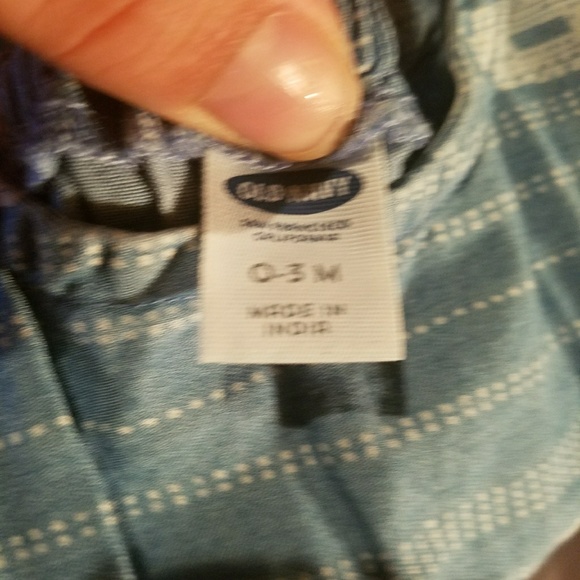 OLD NAVY
SAN FRANCISCO
CALIFORNIA
0-3 M
MADE IN
INDIA